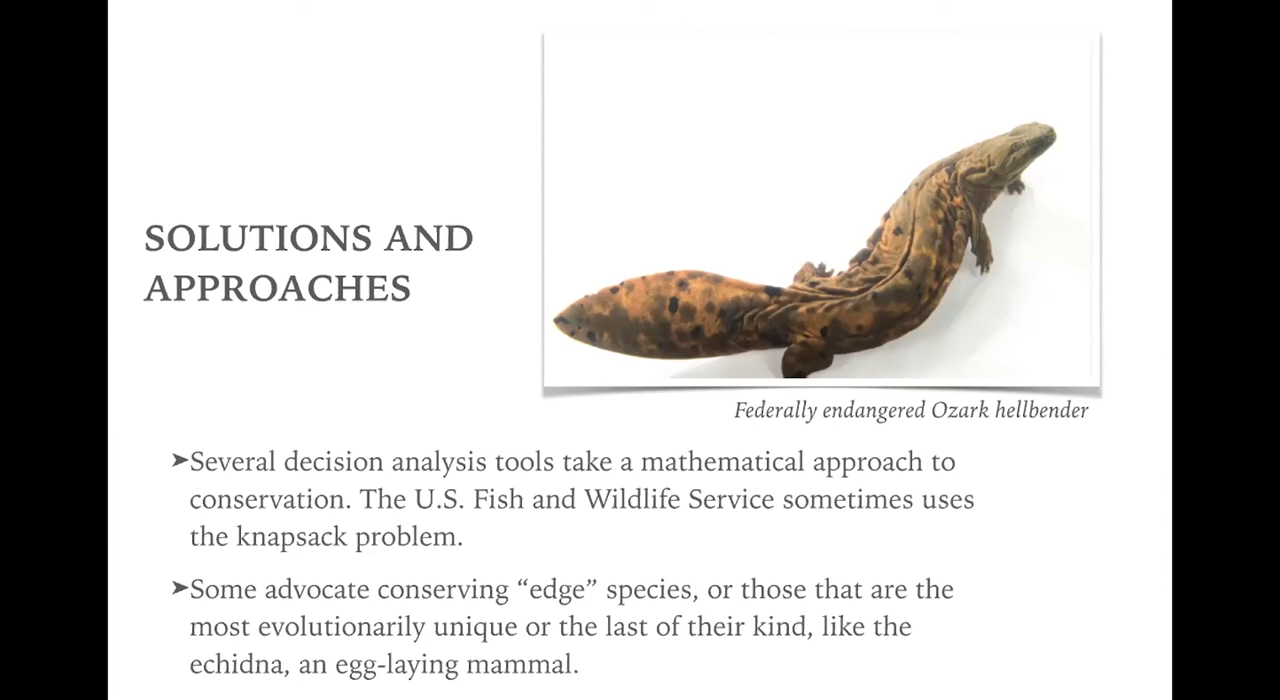 SOLUTIONS AND
APPROACHES
Federally endangered Ozark hellbender
➤Several decision analysis tools take a mathematical approach to
conservation. The U.S. Fish and Wildlife Service sometimes uses
the knapsack problem.
➤Some advocate conserving “edge” species, or those that are the
most evolutionarily unique or the last of their kind, like the
echidna, an egg-laying mammal.